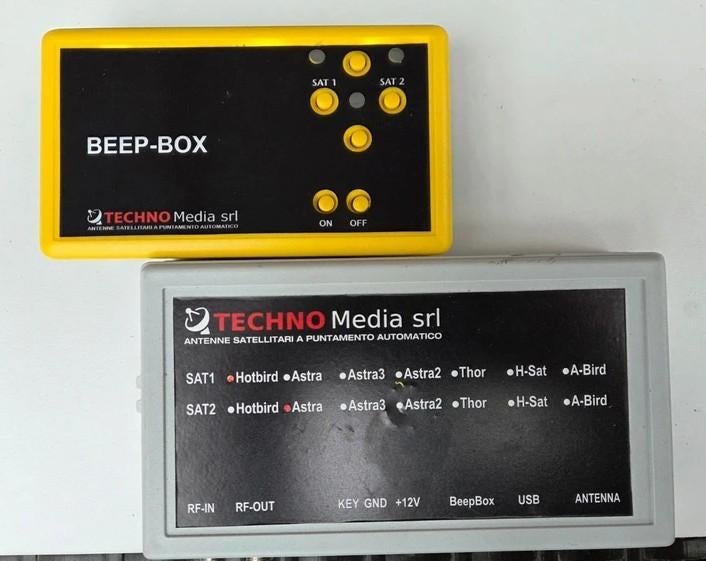 SAT 1 SAT 2
BEEP-BOX
TECHNO Media srl
ANTENNE SATELLITARI A PUNTAMENTO AUTOMATICO
ON OFF
TECHNO Media srl
ANTENNE SATELLITARI A PUNTAMENTO AUTOMATICO
SAT1 Hotbird Astra Astra3 Astra2 Thor H-Sat A-Bird
SAT2 Hotbird Astra Astra3 Astra2 Thor H-Sat A-Bird
RF-IN RF-OUT KEY GND +12V BeepBox USB ANTENNA